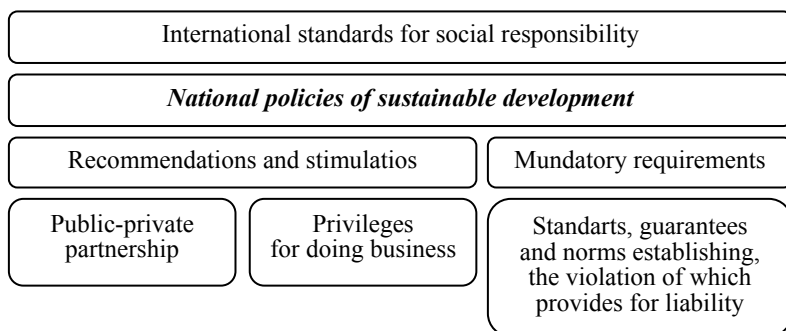 International standards for social responsibility
National policies of sustainable development
Recommendations and stimulatios
Mundatory requirements
Public-private
partnership
Privileges
for doing business
Standarts, guarantees
and norms establishing,
the violation of which
provides for liability